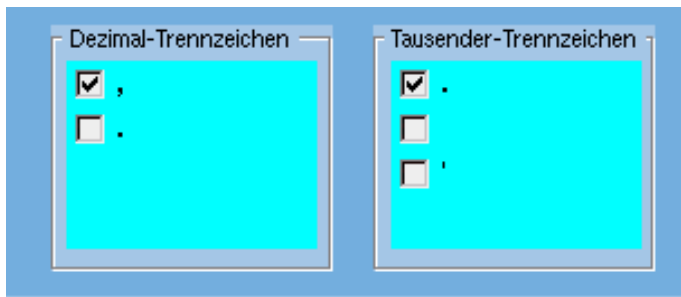 Dezimal-Trennzeichen
,
.
Tausender-Trennzeichen
.
'